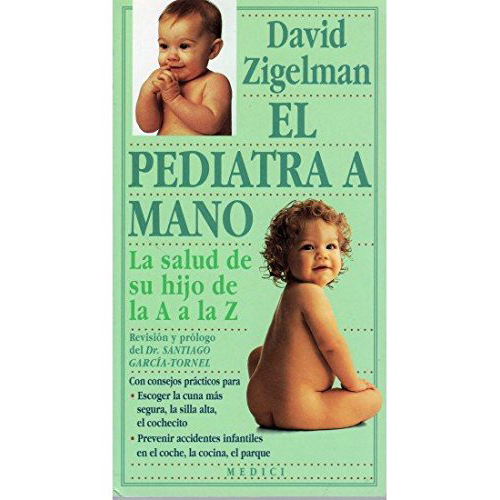 David
Zigelman
EL
PEDIATRA A
MANO
La salud de
su hijo de
la A a la Z
Revisión y prólogo
del Dr. SANTIAGO
GARCÍA-TORNEL
Con consejos prácticos para
• Escoger la cuna más
segura, la silla alta,
el cochecito
• Prevenir accidentes infantiles
en el coche, la cocina, el parque
MEDICI